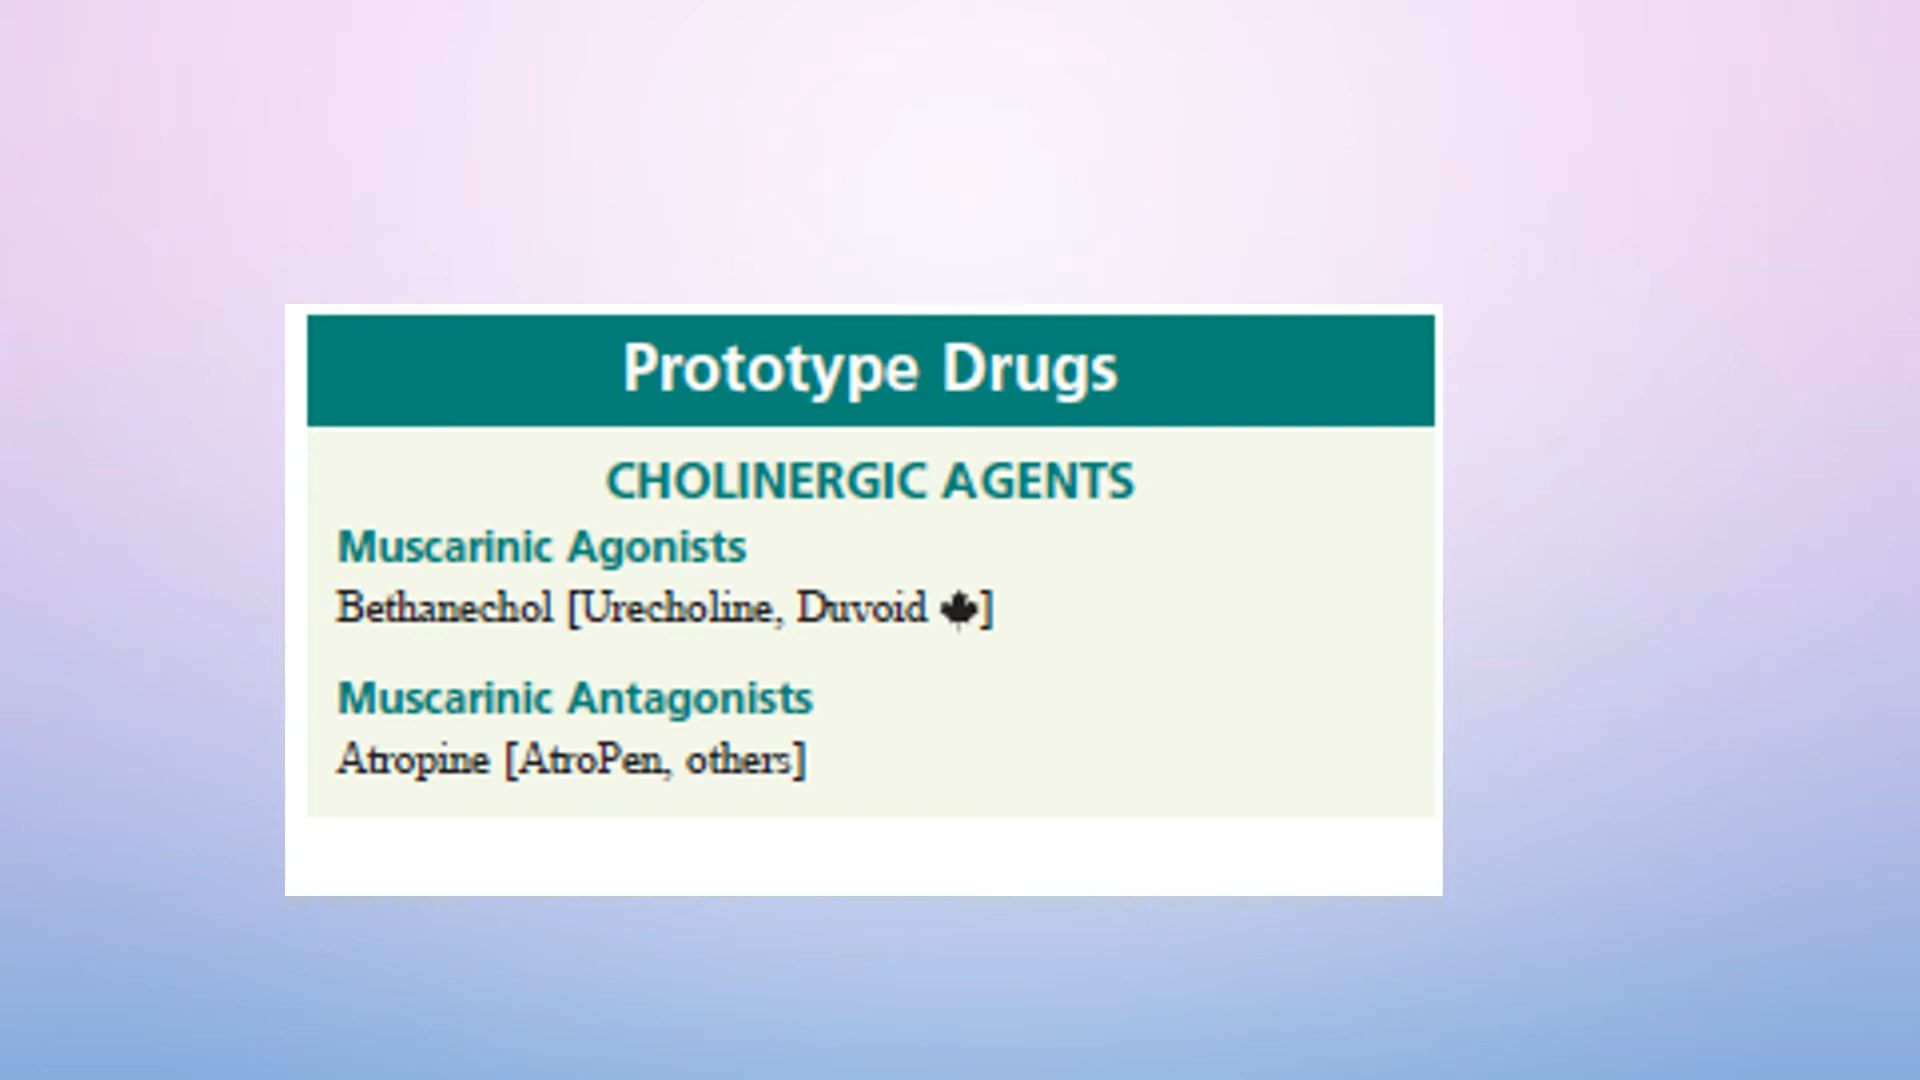 Prototype Drugs
CHOLINERGIC AGENTS
Muscarinic Agonists
Bethanechol [Urecholine, Duvoid 🍁]
Muscarinic Antagonists
Atropine [AtroPen, others]